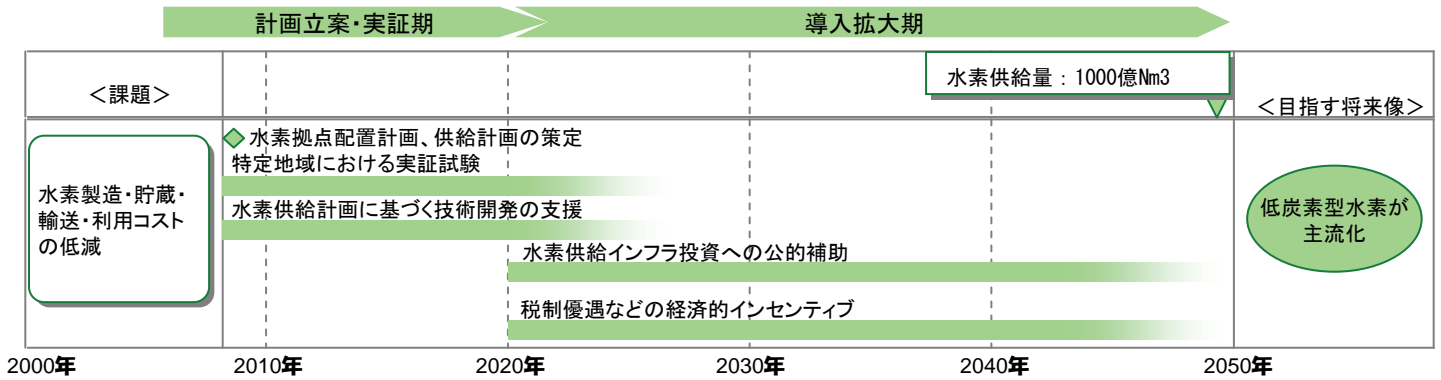 計画立案・実証期
導入拡大期
水素供給量:1000億Nm3
<課題>
<目指す将来像>
水素拠点配置計画、供給計画の策定
特定地域における実証試験
水素製造・貯蔵・
輸送・利用コスト
の低減
水素供給計画に基づく技術開発の支援
低炭素型水素が
主流化
水素供給インフラ投資への公的補助
税制優遇などの経済的インセンティブ
2000年
2010年
2020年
2030年
2040年
2050年